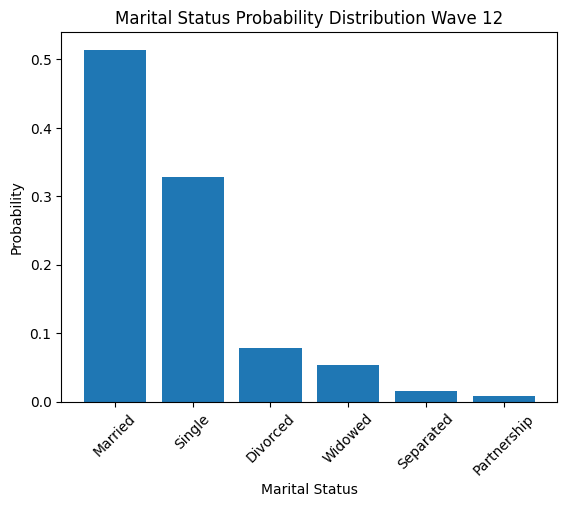 Marital Status Probability Distribution Wave 12
0.5
0.4
0.3
0.2
0.1
0.0
Probability
Married
Single
Divorced
Widowed
Separated
Partnership
Marital Status